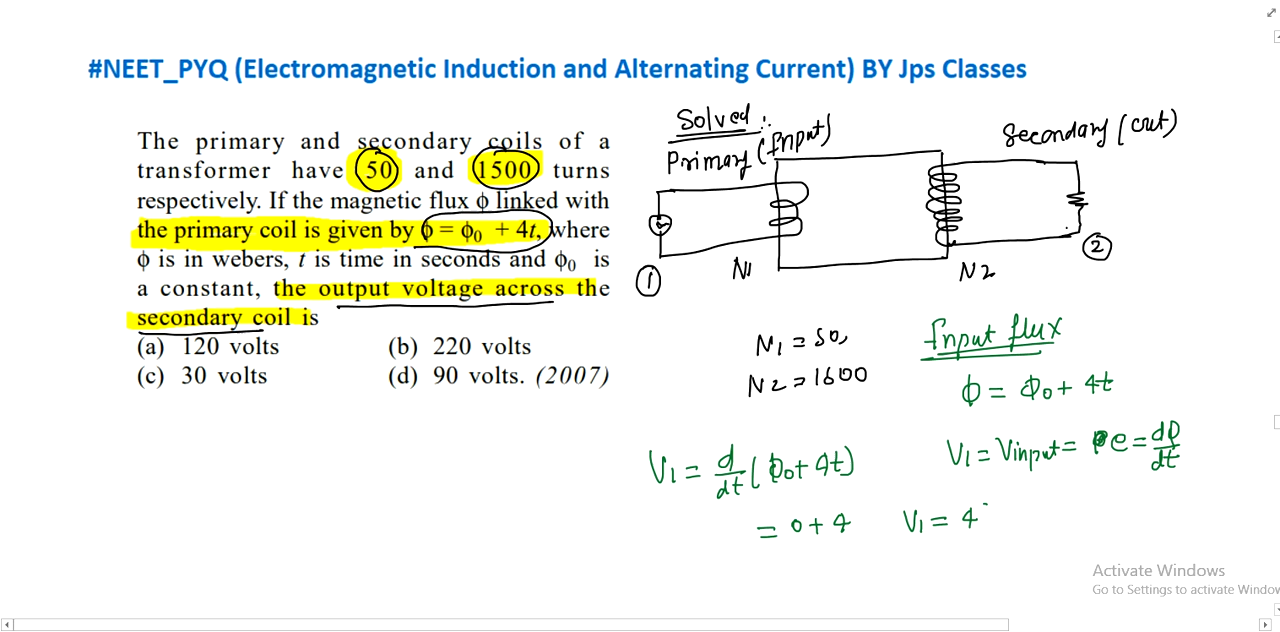 #NEET_PYQ (Electromagnetic Induction and Alternating Current) BY Jps Classes
The primary and secondary coils of a
transformer have 50 and 1500 turns
respectively. If the magnetic flux ϕ linked with
the primary coil is given by ϕ = ϕ₀ + 4t, where
ϕ is in webers, t is time in seconds and ϕ₀ is
a constant, the output voltage across the
secondary coil is
(a) 120 volts (b) 220 volts
(c) 30 volts (d) 90 volts. (2007)
Solved :
Primary (Input)
Secondary (out)
1
N1
N2
2
N1 = 50,
N2 = 1600
Input flux
ϕ = ϕ0 + 4t
V1 = Vinput = e = dϕ/dt
V1 = d/dt (ϕ0 + 4t)
= 0 + 4 V1 = 4
Activate Windows
Go to Settings to activate Window